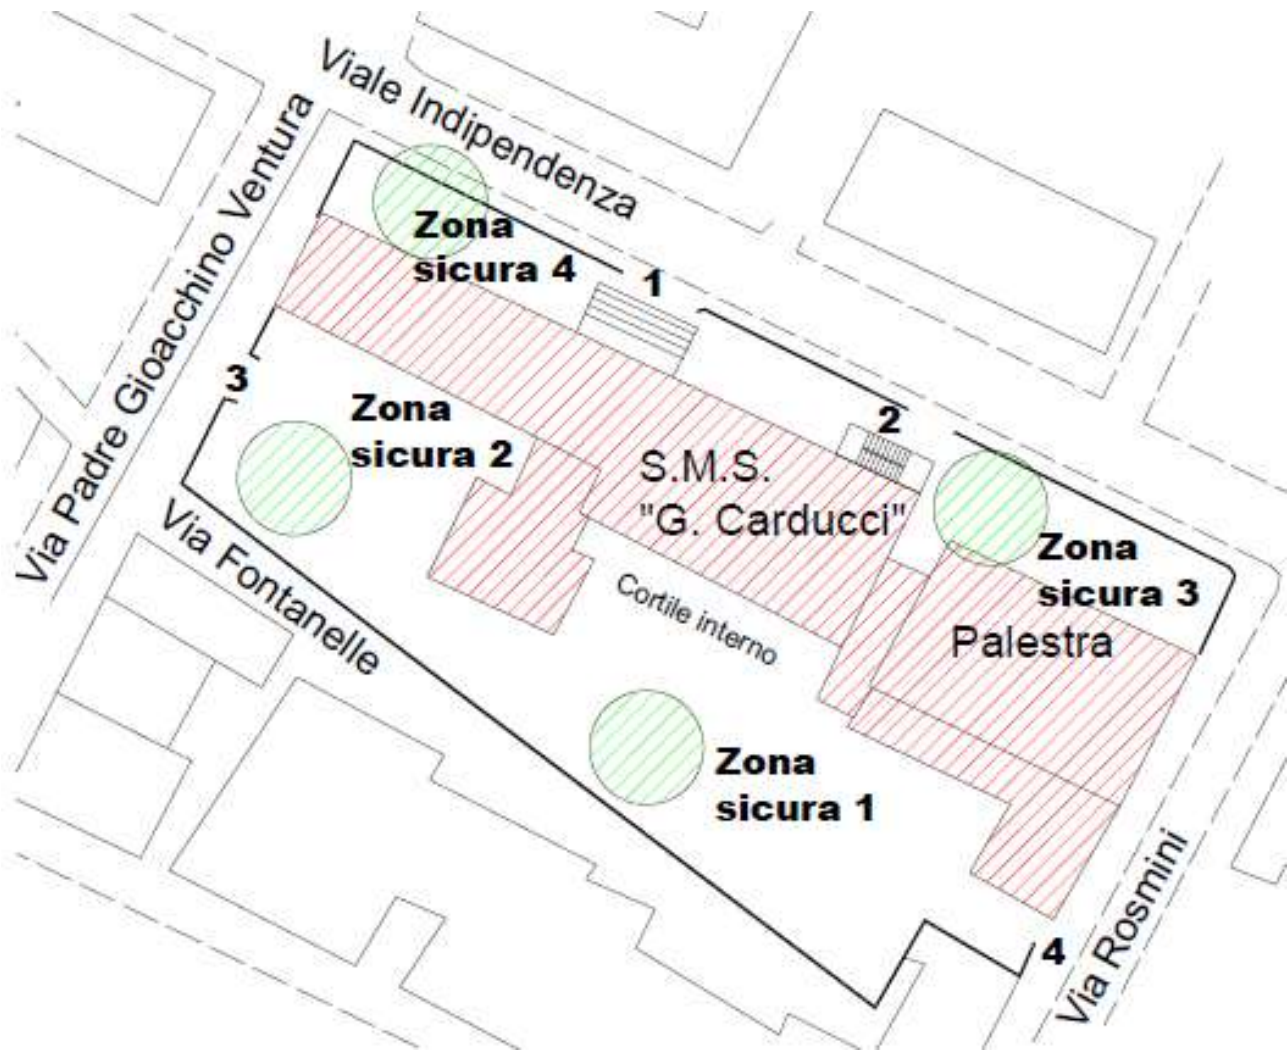 Viale Indipendenza
Via Padre Gioacchino Ventura
Zona
sicura 4
1
3
Zona
sicura 2
2
S.M.S.
"G. Carducci"
Zona
sicura 3
Palestra
Via Fontanelle
Cortile interno
Zona
sicura 1
4
Via Rosmini